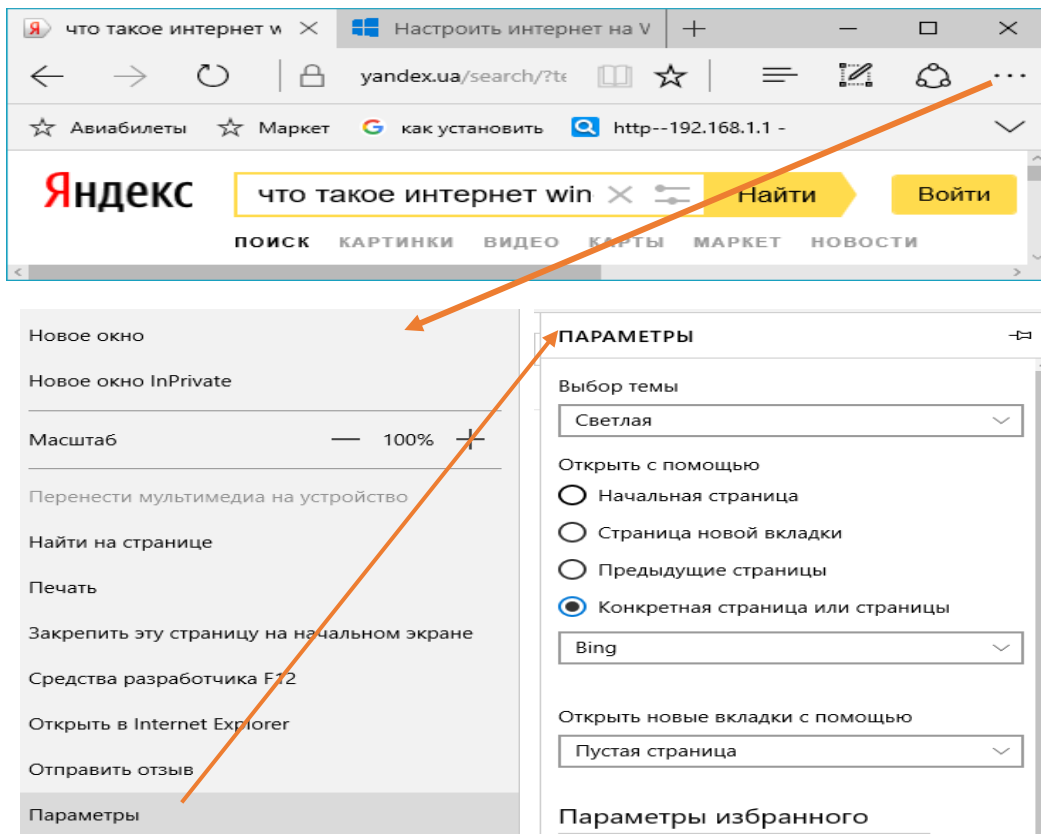 Я что такое интернет w
Настроить интернет на V
yandex.ua/search/?te
Авиабилеты Маркет G как установить Q http--192.168.1.1 -
Яндекс что такое интернет win Найти Войти
ПОИСК КАРТИНКИ ВИДЕО КАРТЫ МАРКЕТ НОВОСТИ
Новое окно
Новое окно InPrivate
Масштаб — 100% +
Перенести мультимедиа на устройство
Найти на странице
Печать
Закрепить эту страницу на начальном экране
Средства разработчика F12
Открыть в Internet Explorer
Отправить отзыв
Параметры
ПАРАМЕТРЫ
Выбор темы
Светлая
Открыть с помощью
Начальная страница
Страница новой вкладки
Предыдущие страницы
Конкретная страница или страницы
Bing
Открыть новые вкладки с помощью
Пустая страница
Параметры избранного